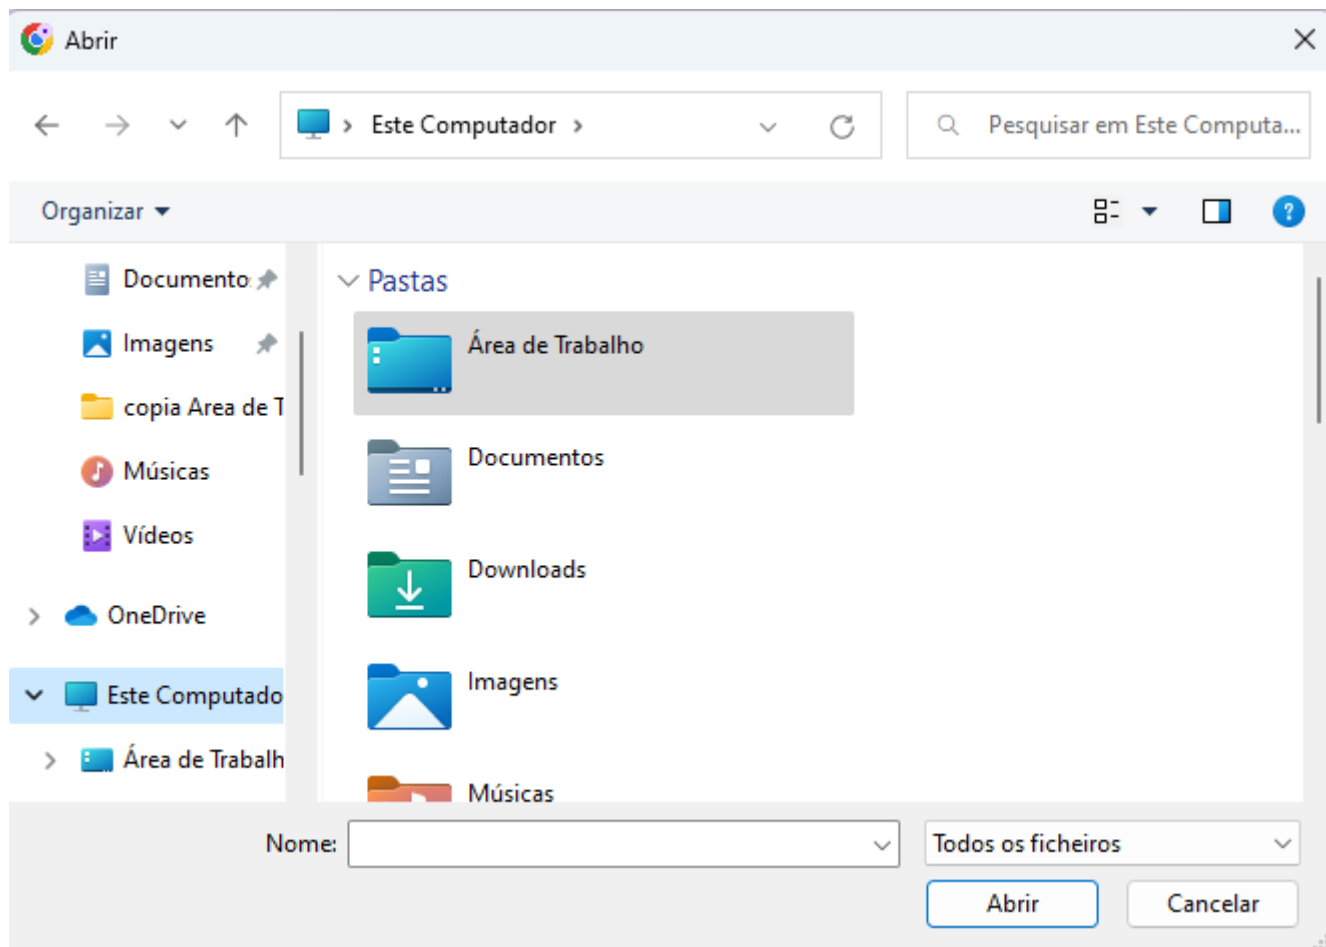 Abrir
Este Computador
Pesquisar em Este Computa...
Organizar
Documento
Imagens
copia Area de T
Músicas
Vídeos
OneDrive
Este Computado
Área de Trabalh
Pastas
Área de Trabalho
Documentos
Downloads
Imagens
Músicas
Nome:
Todos os ficheiros
Abrir
Cancelar